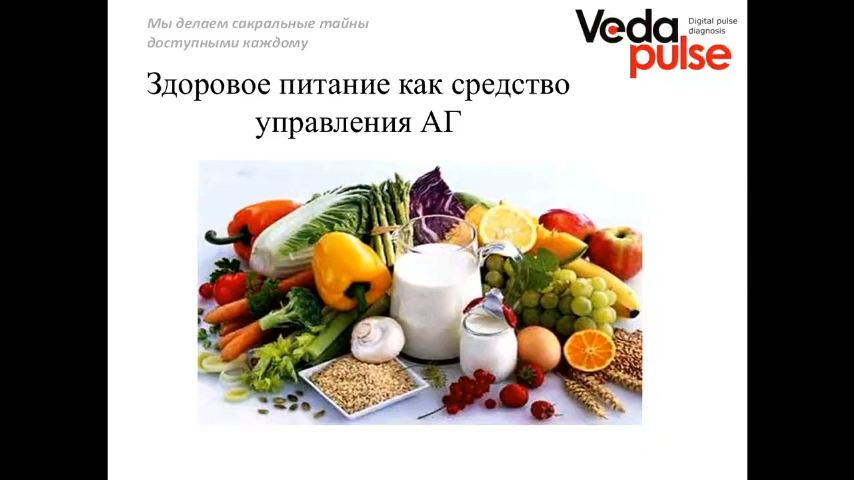 Мы делаем сакральные тайны
доступными каждому
Veda
pulse
Digital pulse
diagnosis
Здоровое питание как средство
управления АГ